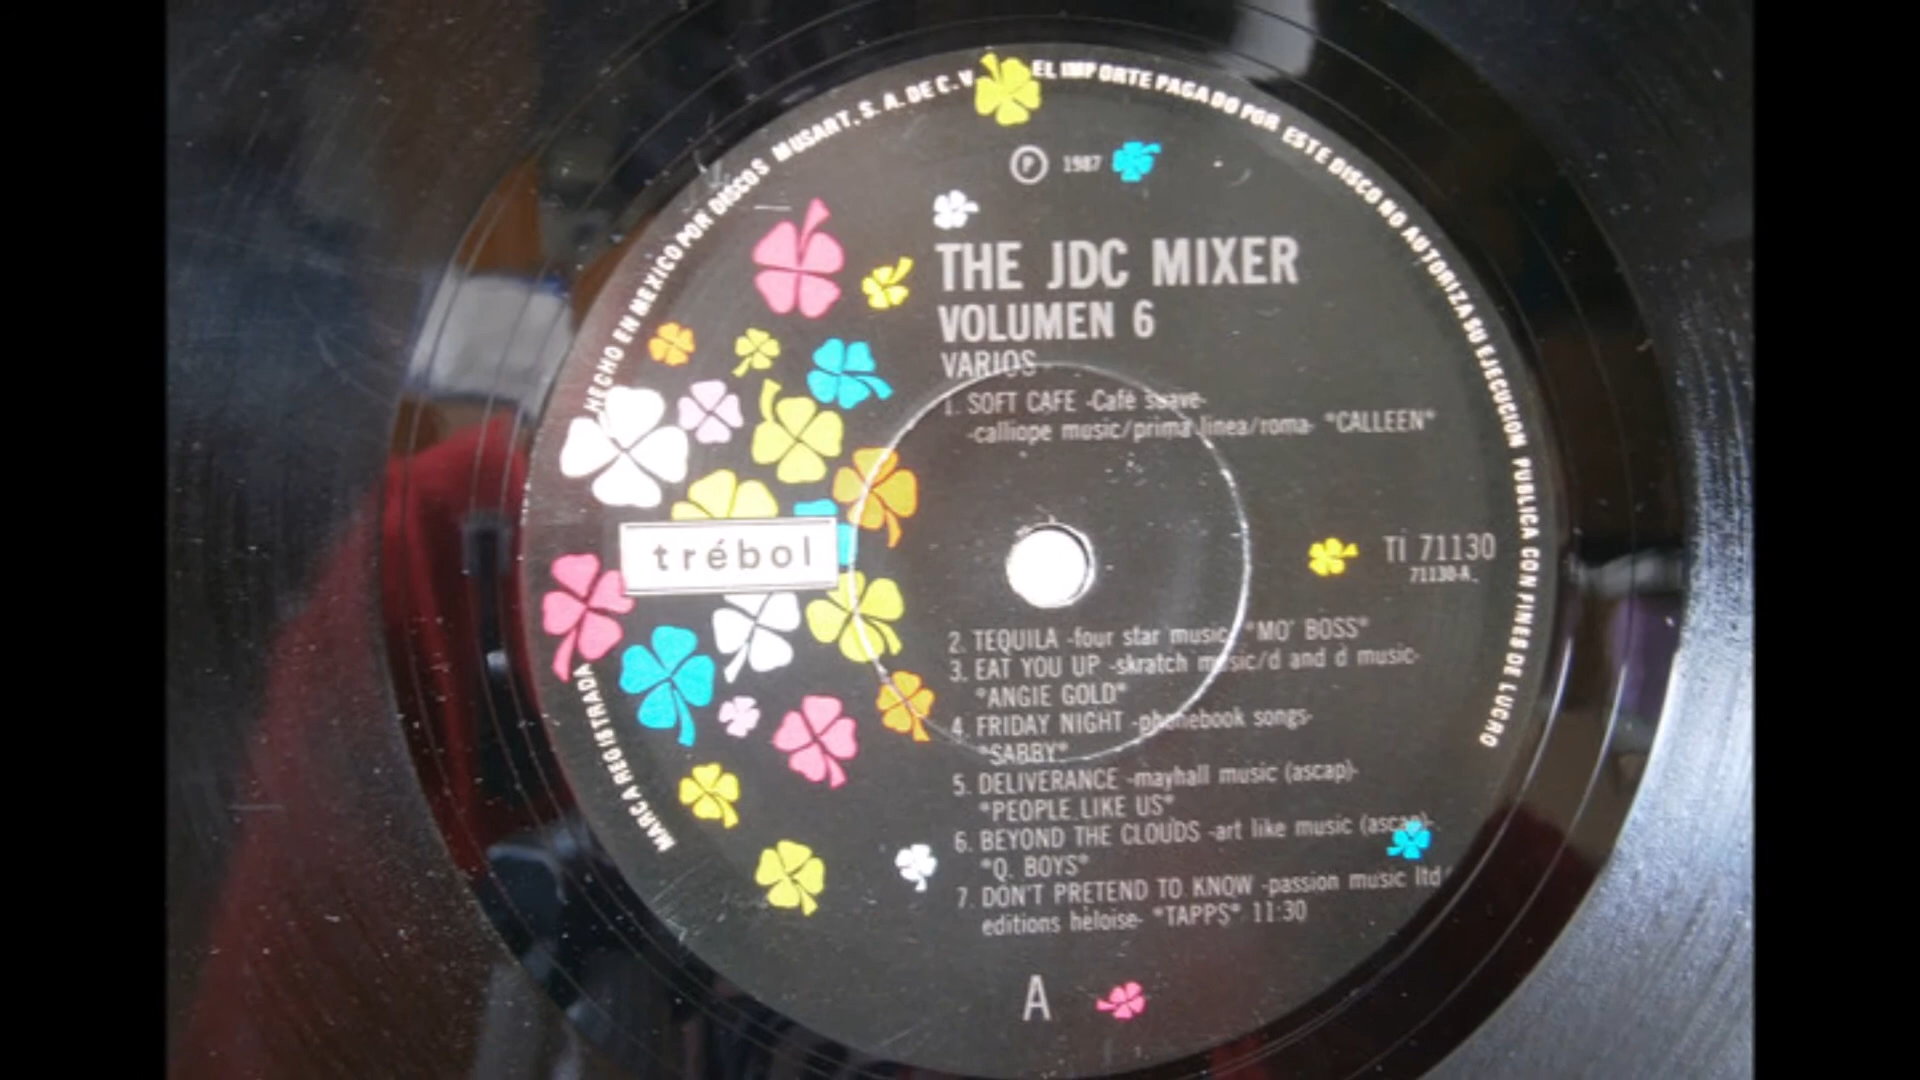 HECHO EN MEXICO POR DISCOS MUSART, S. A. DE C. V.
EL IMPORTE PAGADO POR ESTE DISCO NO AUTORIZA SU EJECUCION PUBLICA CON FINES DE LUCRO
MARCA REGISTRADA
Ⓟ 1987
THE JDC MIXER
VOLUMEN 6
VARIOS
1. SOFT CAFE -Café suave-
-calliope music/prima linea/roma- *CALLEEN*
trébol
TI 71130
71130-A
2. TEQUILA -four star music- *MO' BOSS*
3. EAT YOU UP -skratch music/d and d music-
*ANGIE GOLD*
4. FRIDAY NIGHT -phonebook songs-
*SABBY*
5. DELIVERANCE -mayhall music (ascap)-
*PEOPLE LIKE US*
6. BEYOND THE CLOUDS -art like music (ascap)-
*Q. BOYS*
7. DON'T PRETEND TO KNOW -passion music ltd/
editions hèloise- *TAPPS* 11:30
A